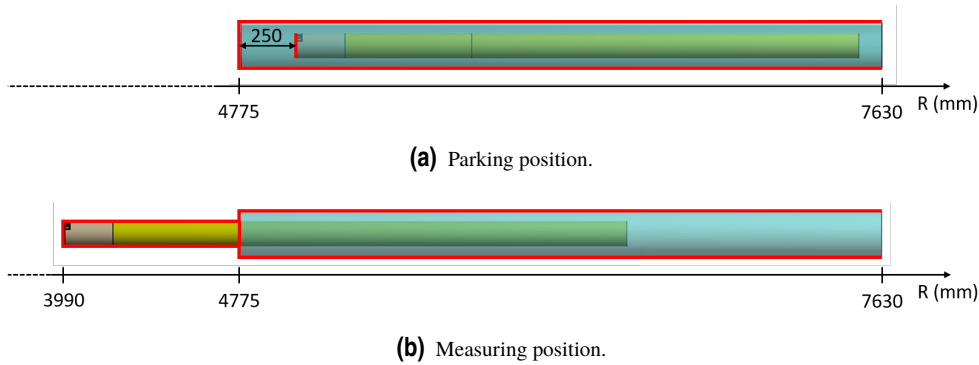 250
R (mm)
4775
7630
(a) Parking position.
R (mm)
3990
4775
7630
(b) Measuring position.